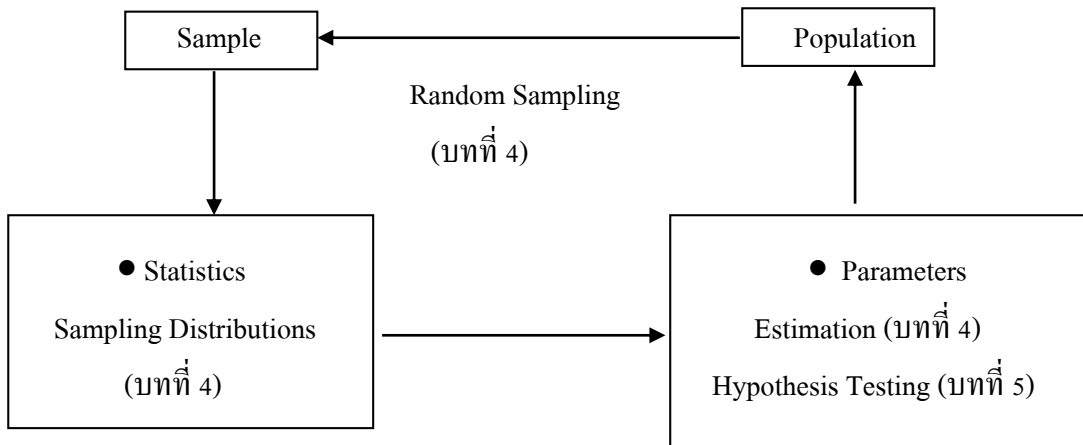 Sample
Population
Random Sampling
(บทที่ 4)
● Statistics
Sampling Distributions
(บทที่ 4)
● Parameters
Estimation (บทที่ 4)
Hypothesis Testing (บทที่ 5)